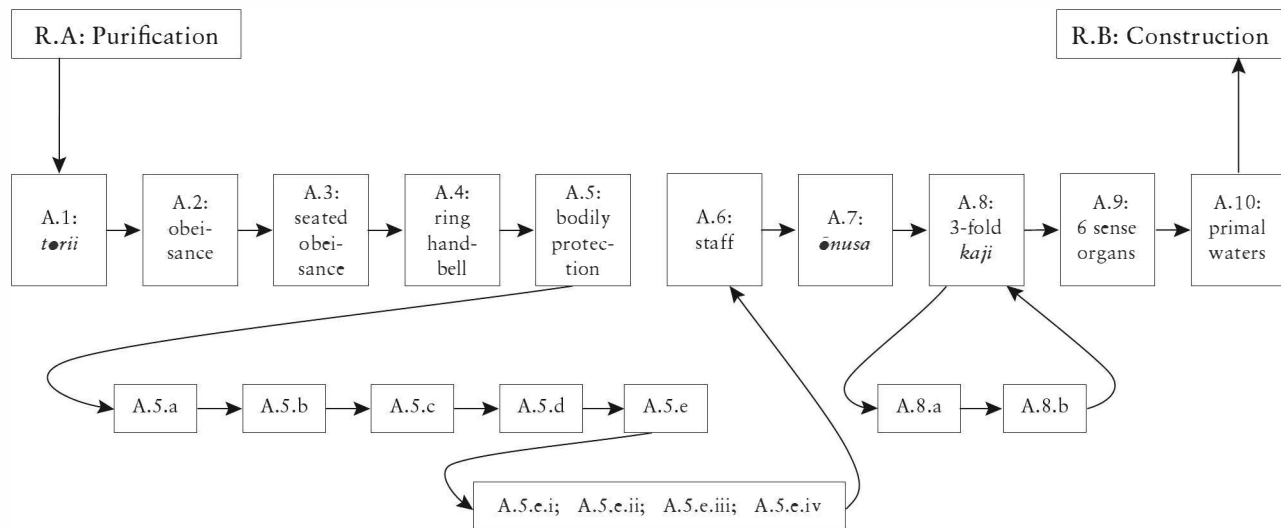 R.A: Purification
R.B: Construction
A.1:
torii
A.2:
obei-
sance
A.3:
seated
obei-
sance
A.4:
ring
hand-
bell
A.5:
bodily
protec-
tion
A.6:
staff
A.7:
ōnusa
A.8:
3-fold
kaji
A.9:
6 sense
organs
A.10:
primal
waters
A.5.a
A.5.b
A.5.c
A.5.d
A.5.e
A.8.a
A.8.b
A.5.e.i; A.5.e.ii; A.5.e.iii; A.5.e.iv